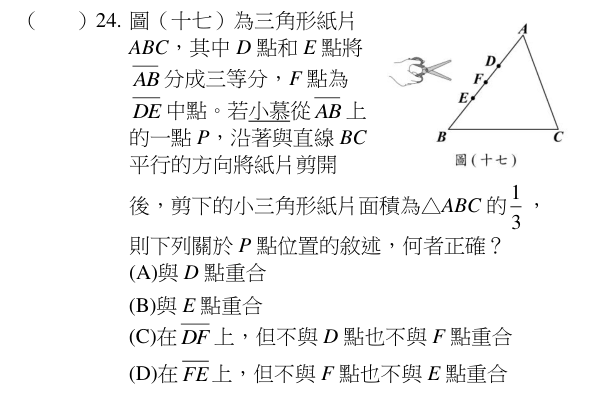 (　　) 24. 圖（十七）為三角形紙片
ABC，其中 D 點和 E 點將
AB 分成三等分，F 點為
DE 中點。若小慕從 AB 上
的一點 P，沿著與直線 BC
平行的方向將紙片剪開
後，剪下的小三角形紙片面積為△ABC 的 1/3，
則下列關於 P 點位置的敘述，何者正確？
(A)與 D 點重合
(B)與 E 點重合
(C)在 DF 上，但不與 D 點也不與 F 點重合
(D)在 FE 上，但不與 F 點也不與 E 點重合
A
D
F
E
B
C
圖(十七)